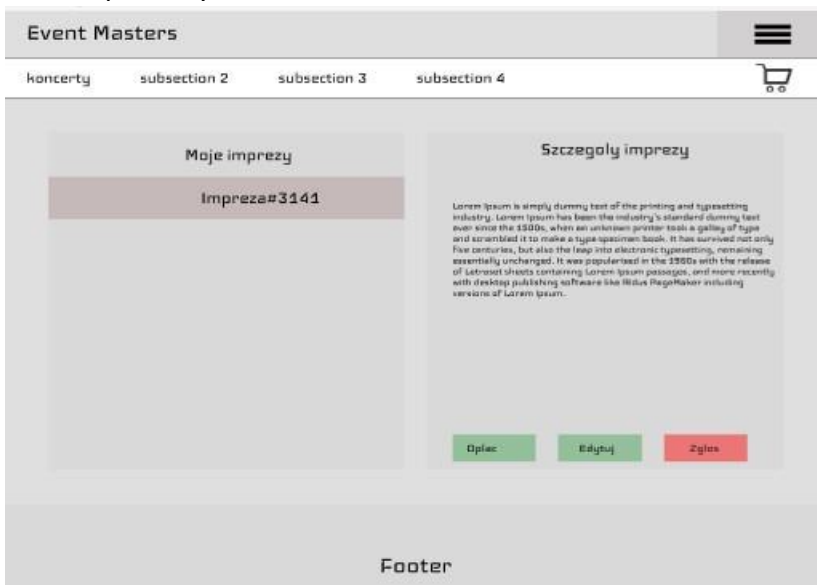 Event Masters
koncerty subsection 2 subsection 3 subsection 4
Moje imprezy
Impreza#3141
Szczegoly imprezy
Lorem Ipsum is simply dummy text of the printing and typesetting
industry. Lorem Ipsum has been the industry's standard dummy text
ever since the 1500s, when an unknown printer took a galley of type
and scrambled it to make a type specimen book. It has survived not only
five centuries, but also the leap into electronic typesetting, remaining
essentially unchanged. It was popularised in the 1960s with the release
of Letraset sheets containing Lorem Ipsum passages, and more recently
with desktop publishing software like Aldus PageMaker including
versions of Lorem Ipsum.
Oplac Edytuj Zglos
Footer